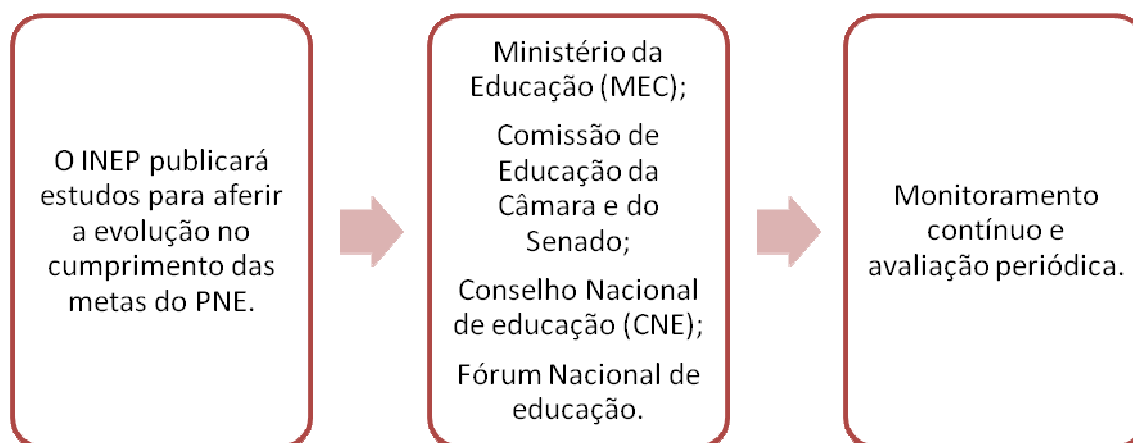 O INEP publicará
estudos para aferir
a evolução no
cumprimento das
metas do PNE.
Ministério da
Educação (MEC);
Comissão de
Educação da
Câmara e do
Senado;
Conselho Nacional
de educação (CNE);
Fórum Nacional de
educação.
Monitoramento
contínuo e
avaliação periódica.